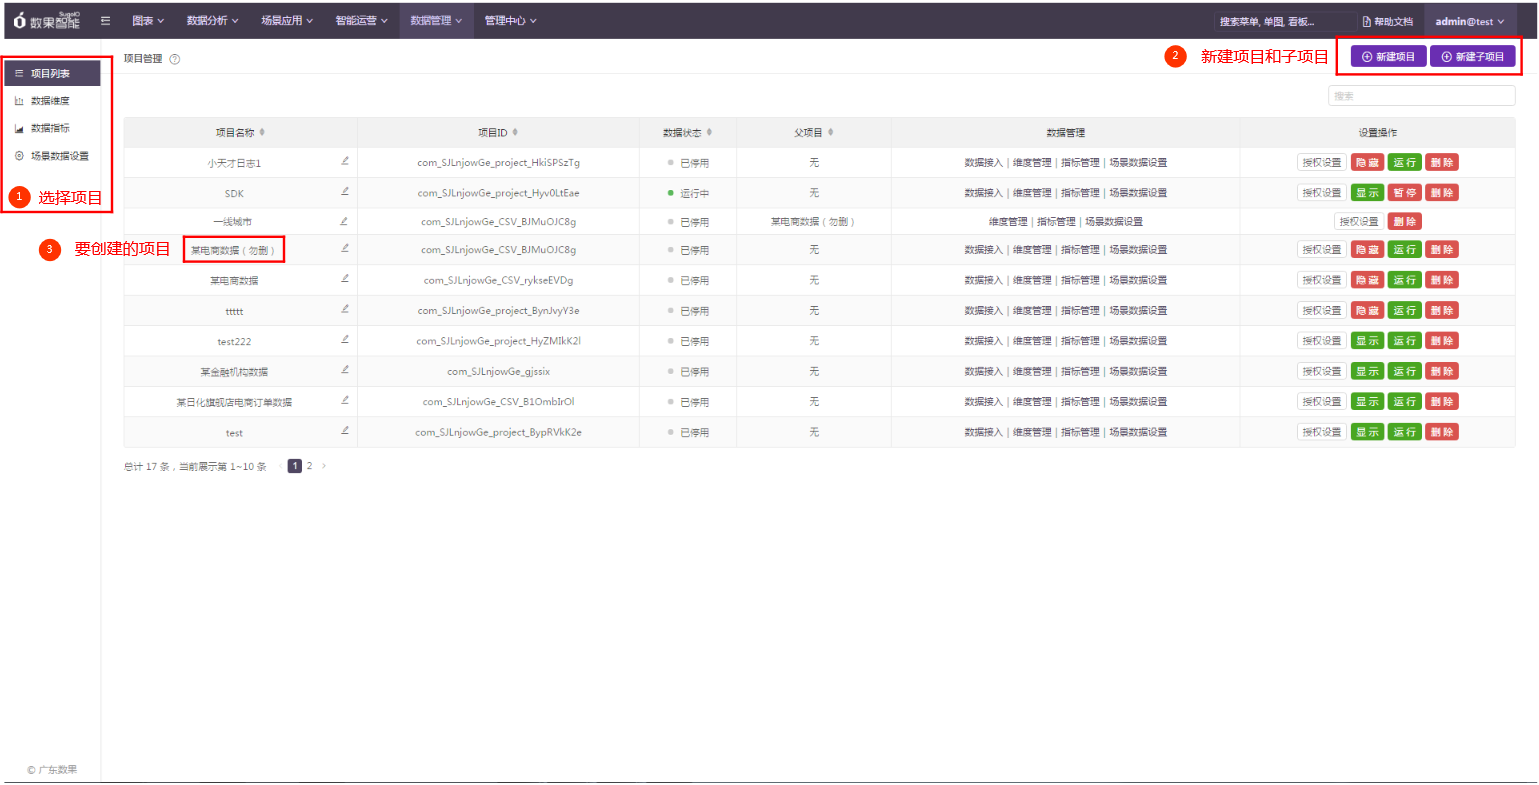 SugoIO
数果智能 图表 数据分析 场景应用 智能运营 数据管理 管理中心 搜索菜单, 单图, 看板... 帮助文档 admin@test
项目列表
数据维度
数据指标
场景数据设置
1 选择项目
项目管理 ?
2 新建项目和子项目
新建项目 新建子项目
搜索
项目名称 项目ID 数据状态 父项目 数据管理 设置操作
小天才日志1 com_SJLnjowGe_project_HkiSPSzTg 已停用 无 数据接入 | 维度管理 | 指标管理 | 场景数据设置 授权设置 隐藏 运行 删除
SDK com_SJLnjowGe_project_Hyv0LtEae 运行中 无 数据接入 | 维度管理 | 指标管理 | 场景数据设置 授权设置 显示 暂停 删除
一线城市 com_SJLnjowGe_CSV_BJMuOJC8g 已停用 某电商数据（勿删） 维度管理 | 指标管理 | 场景数据设置 授权设置 删除
3 要创建的项目 某电商数据（勿删） com_SJLnjowGe_CSV_BJMuOJC8g 已停用 无 数据接入 | 维度管理 | 指标管理 | 场景数据设置 授权设置 隐藏 运行 删除
某电商数据 com_SJLnjowGe_CSV_rykseEVDg 已停用 无 数据接入 | 维度管理 | 指标管理 | 场景数据设置 授权设置 隐藏 运行 删除
ttttt com_SJLnjowGe_project_BynJvyY3e 已停用 无 数据接入 | 维度管理 | 指标管理 | 场景数据设置 授权设置 隐藏 运行 删除
test222 com_SJLnjowGe_project_HyZMIkK2l 已停用 无 数据接入 | 维度管理 | 指标管理 | 场景数据设置 授权设置 显示 运行 删除
某金融机构数据 com_SJLnjowGe_gjssix 已停用 无 数据接入 | 维度管理 | 指标管理 | 场景数据设置 授权设置 显示 运行 删除
某日化旗舰店电商订单数据 com_SJLnjowGe_CSV_B1OmbIrOl 已停用 无 数据接入 | 维度管理 | 指标管理 | 场景数据设置 授权设置 显示 运行 删除
test com_SJLnjowGe_project_BypRVkK2e 已停用 无 数据接入 | 维度管理 | 指标管理 | 场景数据设置 授权设置 显示 运行 删除
总计 17 条，当前展示第 1~10 条 1 2
© 广东数果